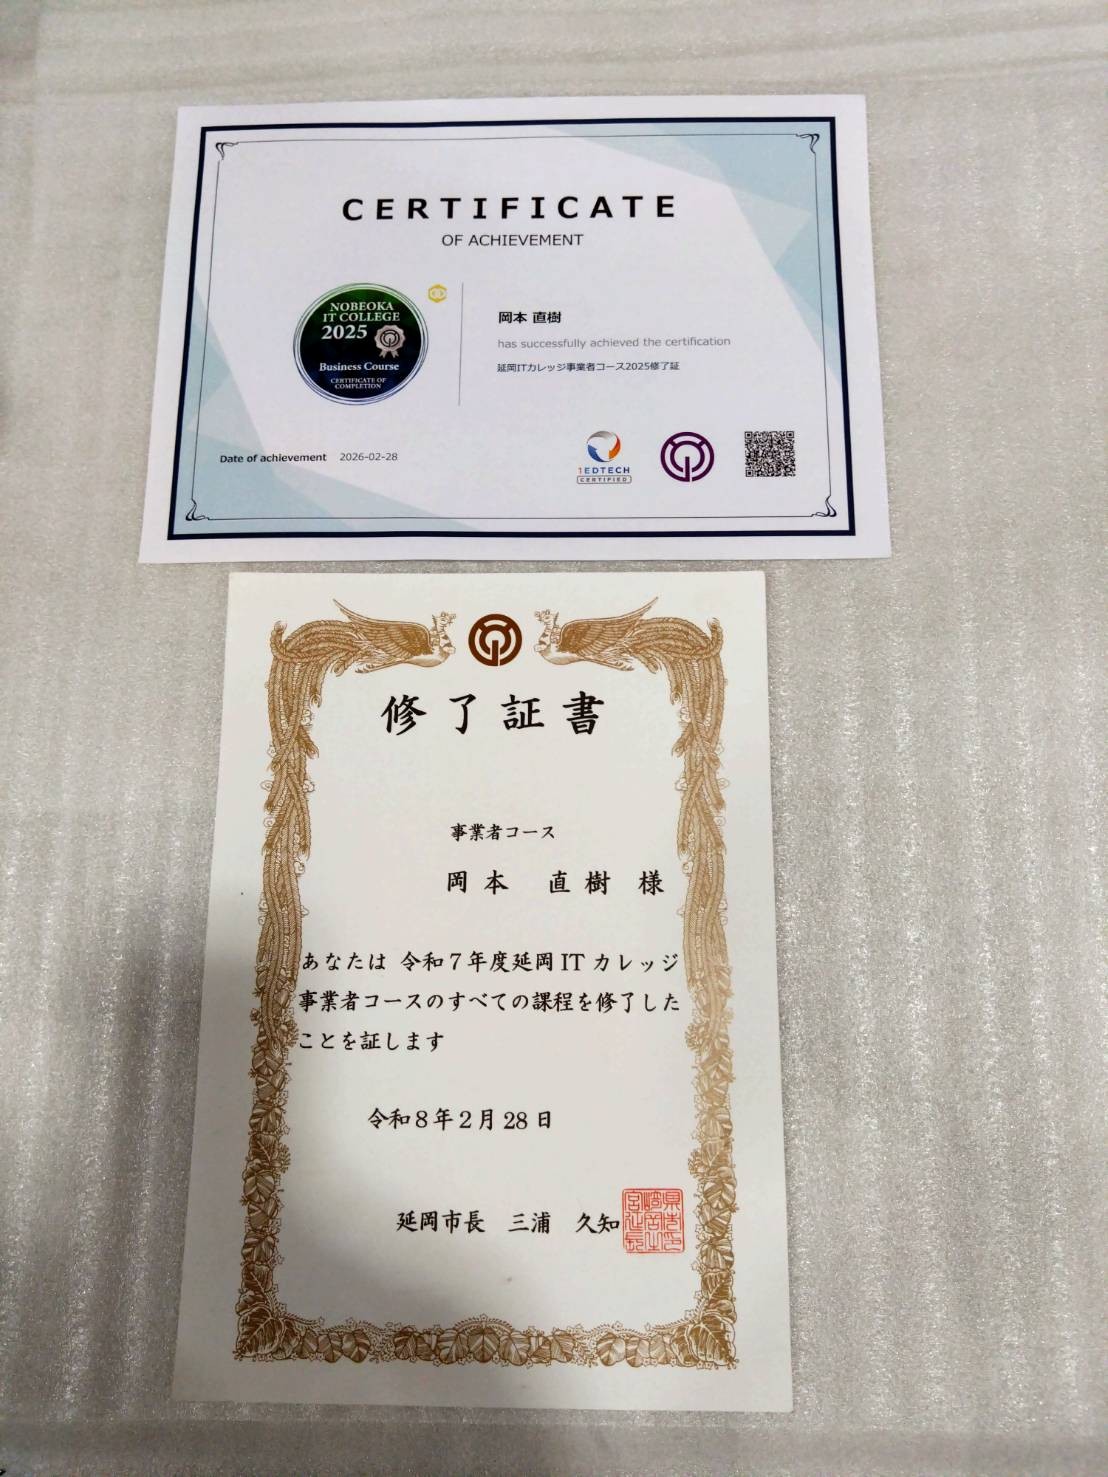 CERTIFICATE
OF ACHIEVEMENT
NOBEOKA
IT COLLEGE
2025
Business Course
CERTIFICATE OF
COMPLETION
岡本 直樹
has successfully achieved the certification
延岡ITカレッジ事業者コース2025修了証
Date of achievement 2026-02-28
1EDTECH
CERTIFIED
修了証書
事業者コース
岡本 直樹 様
あなたは 令和7年度延岡ITカレッジ
事業者コースのすべての課程を修了した
ことを証します
令和8年2月28日
延岡市長 三浦 久知